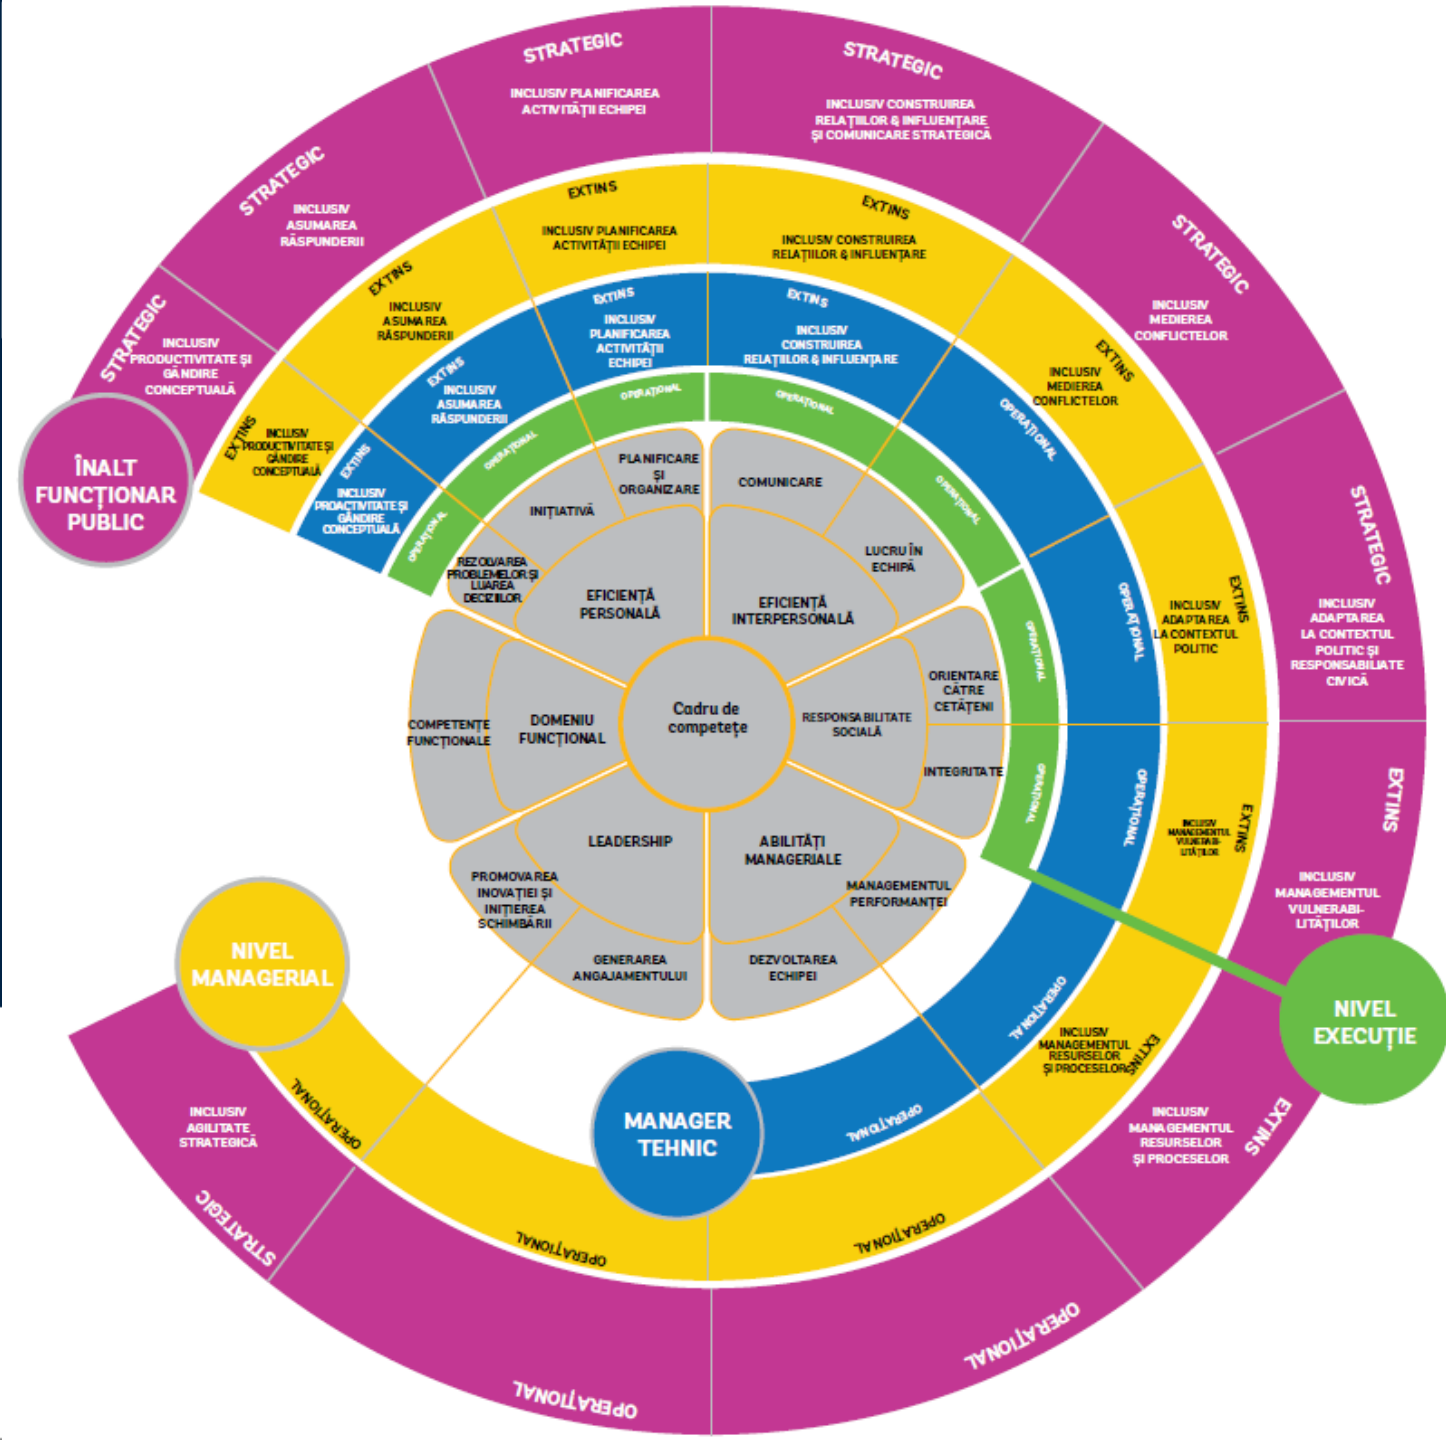 STRATEGIC
INCLUSIV PLANIFICAREA
ACTIVITĂȚII ECHIPEI
STRATEGIC
INCLUSIV CONSTRUIREA
RELAȚIILOR & INFLUENȚARE
ȘI COMUNICARE STRATEGICĂ
STRATEGIC
INCLUSIV
ASUMAREA
RĂSPUNDERII
STRATEGIC
INCLUSIV
MEDIEREA
CONFLICTELOR
STRATEGIC
INCLUSIV
PRODUCTIVITATE ȘI
GÂNDIRE
CONCEPTUALĂ
STRATEGIC
INCLUSIV
ADAPTAREA
LA CONTEXTUL
POLITIC ȘI
RESPONSABILIATE
CIVICĂ
EXTINS
INCLUSIV
MANAGEMENTUL
VULNERABI-
LITĂȚILOR
EXTINS
INCLUSIV
MANAGEMENTUL
RESURSELOR
ȘI PROCESELOR
OPERAȚIONAL
OPERAȚIONAL
STRATEGIC
INCLUSIV
AGILITATE
STRATEGICĂ
ÎNALT
FUNCȚIONAR
PUBLIC
EXTINS
INCLUSIV
PRODUCTIVITATE ȘI
GÂNDIRE
CONCEPTUALĂ
EXTINS
INCLUSIV
ASUMAREA
RĂSPUNDERII
EXTINS
INCLUSIV PLANIFICAREA
ACTIVITĂȚII ECHIPEI
EXTINS
INCLUSIV CONSTRUIREA
RELAȚIILOR & INFLUENȚARE
EXTINS
INCLUSIV
MEDIEREA
CONFLICTELOR
EXTINS
INCLUSIV
ADAPTAREA
LA CONTEXTUL
POLITIC
EXTINS
INCLUSIV
MANAGEMENTUL
VULNERABI-
LITĂȚILOR
EXTINS
INCLUSIV
MANAGEMENTUL
RESURSELOR
ȘI PROCESELOR
OPERAȚIONAL
OPERAȚIONAL
OPERAȚIONAL
NIVEL
MANAGERIAL
EXTINS
INCLUSIV
PROACTIVITATE ȘI
GÂNDIRE
CONCEPTUALĂ
EXTINS
INCLUSIV
ASUMAREA
RĂSPUNDERII
EXTINS
INCLUSIV
PLANIFICAREA
ACTIVITĂȚII
ECHIPEI
EXTINS
INCLUSIV
CONSTRUIREA
RELAȚIILOR & INFLUENȚARE
OPERAȚIONAL
OPERAȚIONAL
OPERAȚIONAL
OPERAȚIONAL
OPERAȚIONAL
MANAGER
TEHNIC
OPERAȚIONAL
OPERAȚIONAL
OPERAȚIONAL
OPERAȚIONAL
OPERAȚIONAL
OPERAȚIONAL
OPERAȚIONAL
NIVEL
EXECUȚIE
REZOLVAREA
PROBLEMELOR ȘI
LUAREA
DECIZIILOR
INIȚIATIVĂ
PLANIFICARE
ȘI
ORGANIZARE
COMUNICARE
LUCRU ÎN
ECHIPĂ
ORIENTARE
CĂTRE
CETĂȚENI
INTEGRITATE
MANAGEMENTUL
PERFORMANȚEI
DEZVOLTAREA
ECHIPEI
GENERAREA
ANGAJAMENTULUI
PROMOVAREA
INOVAȚIEI ȘI
INIȚIEREA
SCHIMBĂRII
COMPETENȚE
FUNCȚIONALE
EFICIENȚĂ
PERSONALĂ
EFICIENȚĂ
INTERPERSONALĂ
RESPONSABILITATE
SOCIALĂ
ABILITĂȚI
MANAGERIALE
LEADERSHIP
DOMENIU
FUNCȚIONAL
Cadru de
competețe